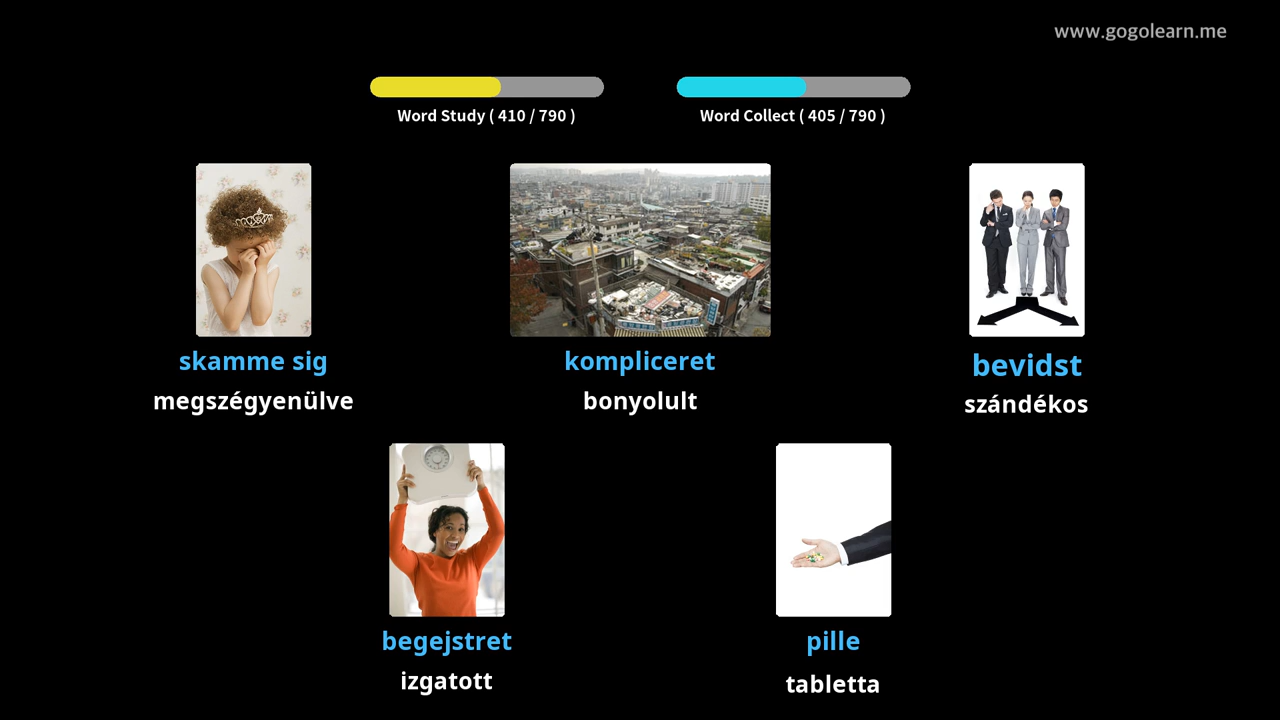 www.gogolearn.me
Word Study ( 410 / 790 )
Word Collect ( 405 / 790 )
skamme sig
megszégyenülve
kompliceret
bonyolult
bevidst
szándékos
begejstret
izgatott
pille
tabletta